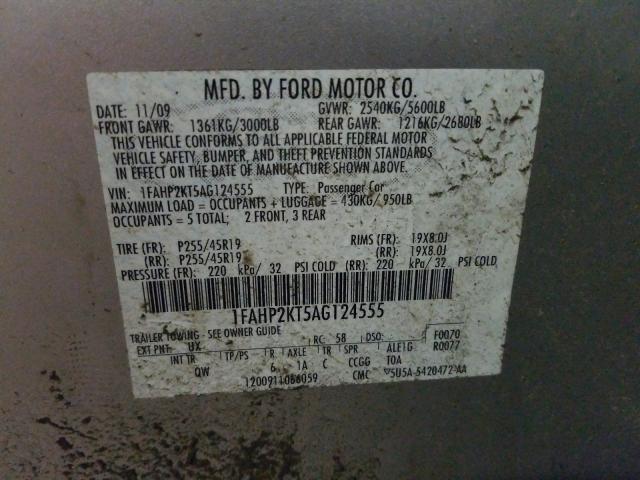 MFD. BY FORD MOTOR CO.
DATE: 11/09 GVWR: 2540KG/5600LB
FRONT GAWR: 1361KG/3000LB REAR GAWR: 1216KG/2680LB
THIS VEHICLE CONFORMS TO ALL APPLICABLE FEDERAL MOTOR
VEHICLE SAFETY, BUMPER, AND THEFT PREVENTION STANDARDS
IN EFFECT ON THE DATE OF MANUFACTURE SHOWN ABOVE.
VIN: 1FAHP2KT5AG124555 TYPE: Passenger Car
MAXIMUM LOAD = OCCUPANTS + LUGGAGE = 430KG/950LB
OCCUPANTS = 5 TOTAL; 2 FRONT, 3 REAR
TIRE (FR): P255/45R19 RIMS (FR): 19X8.0J
(RR): P255/45R19 (RR): 19X8.0J
PRESSURE (FR): 220 kPa/ 32 PSI COLD (RR): 220 kPa/ 32 PSI COLD
1FAHP2KT5AG124555
TRAILER TOWING - SEE OWNER GUIDE
EXT PNT: UX RC: 58 DSO: F0070
INT TR TP/PS R AXLE TR SPR ALE1G R0077
QW 6 1A C CCGG TOA
1200911066059 CMC 5U5A-5420472-AA